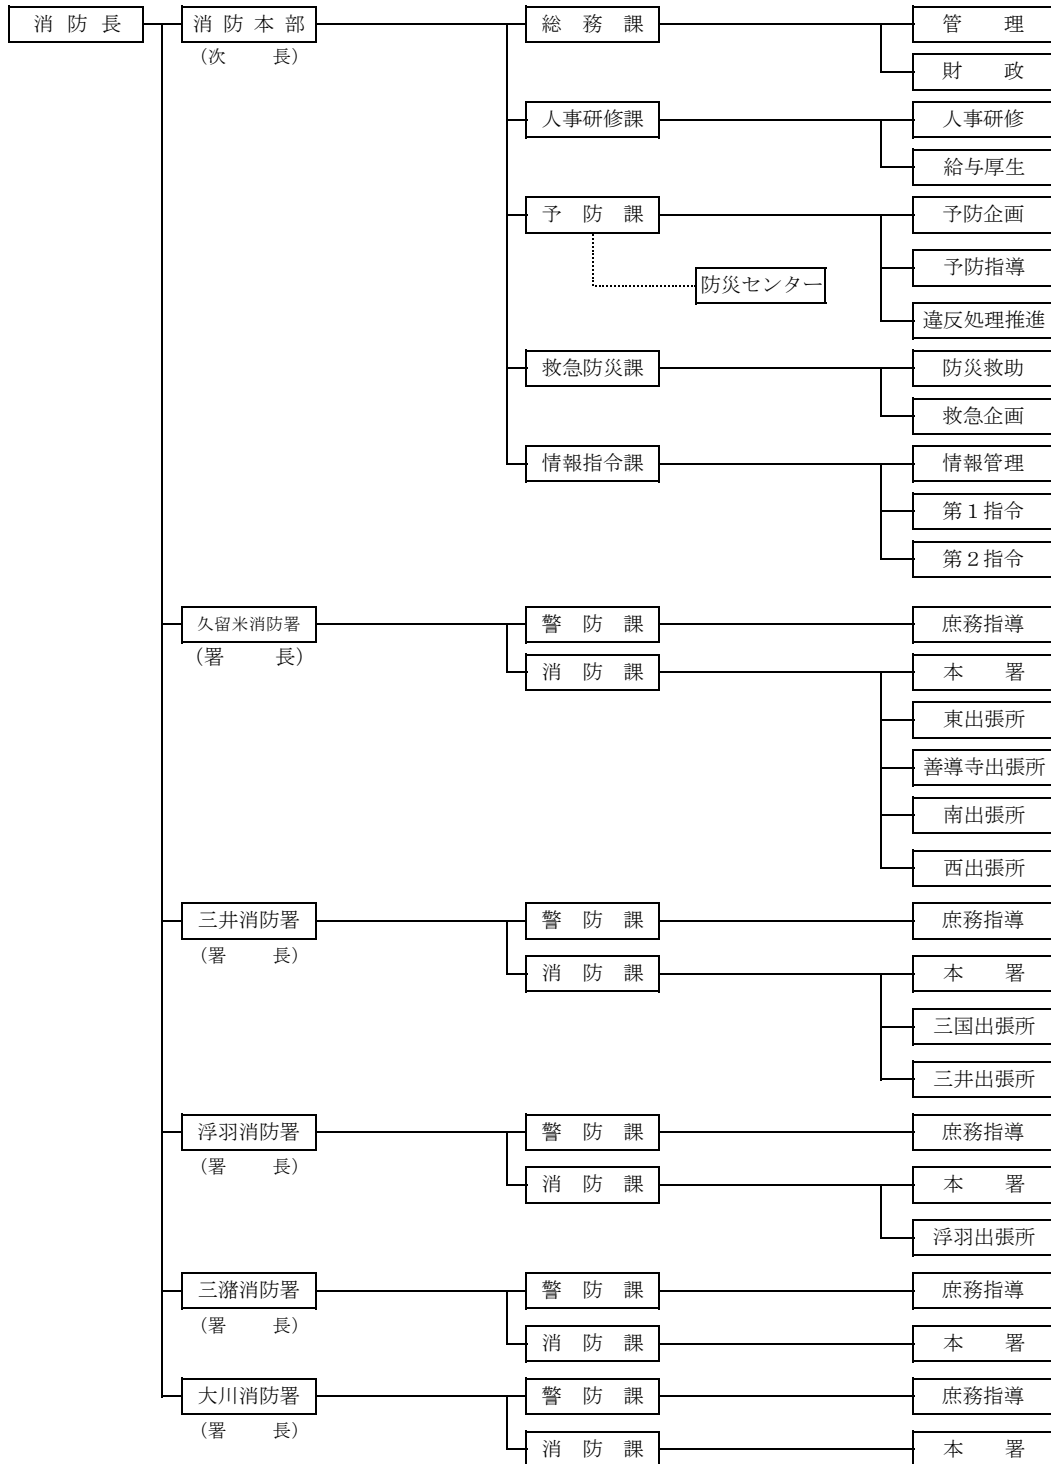 消防長 消防本部 総務課 管理
(次長)
財政
人事研修課 人事研修
給与厚生
予防課 予防企画
予防指導
防災センター
違反処理推進
救急防災課 防災救助
救急企画
情報指令課 情報管理
第１指令
第２指令
久留米消防署 警防課 庶務指導
(署長)
消防課 本署
東出張所
善導寺出張所
南出張所
西出張所
三井消防署 警防課 庶務指導
(署長)
消防課 本署
三国出張所
三井出張所
浮羽消防署 警防課 庶務指導
(署長)
消防課 本署
浮羽出張所
三潴消防署 警防課 庶務指導
(署長)
消防課 本署
大川消防署 警防課 庶務指導
(署長)
消防課 本署